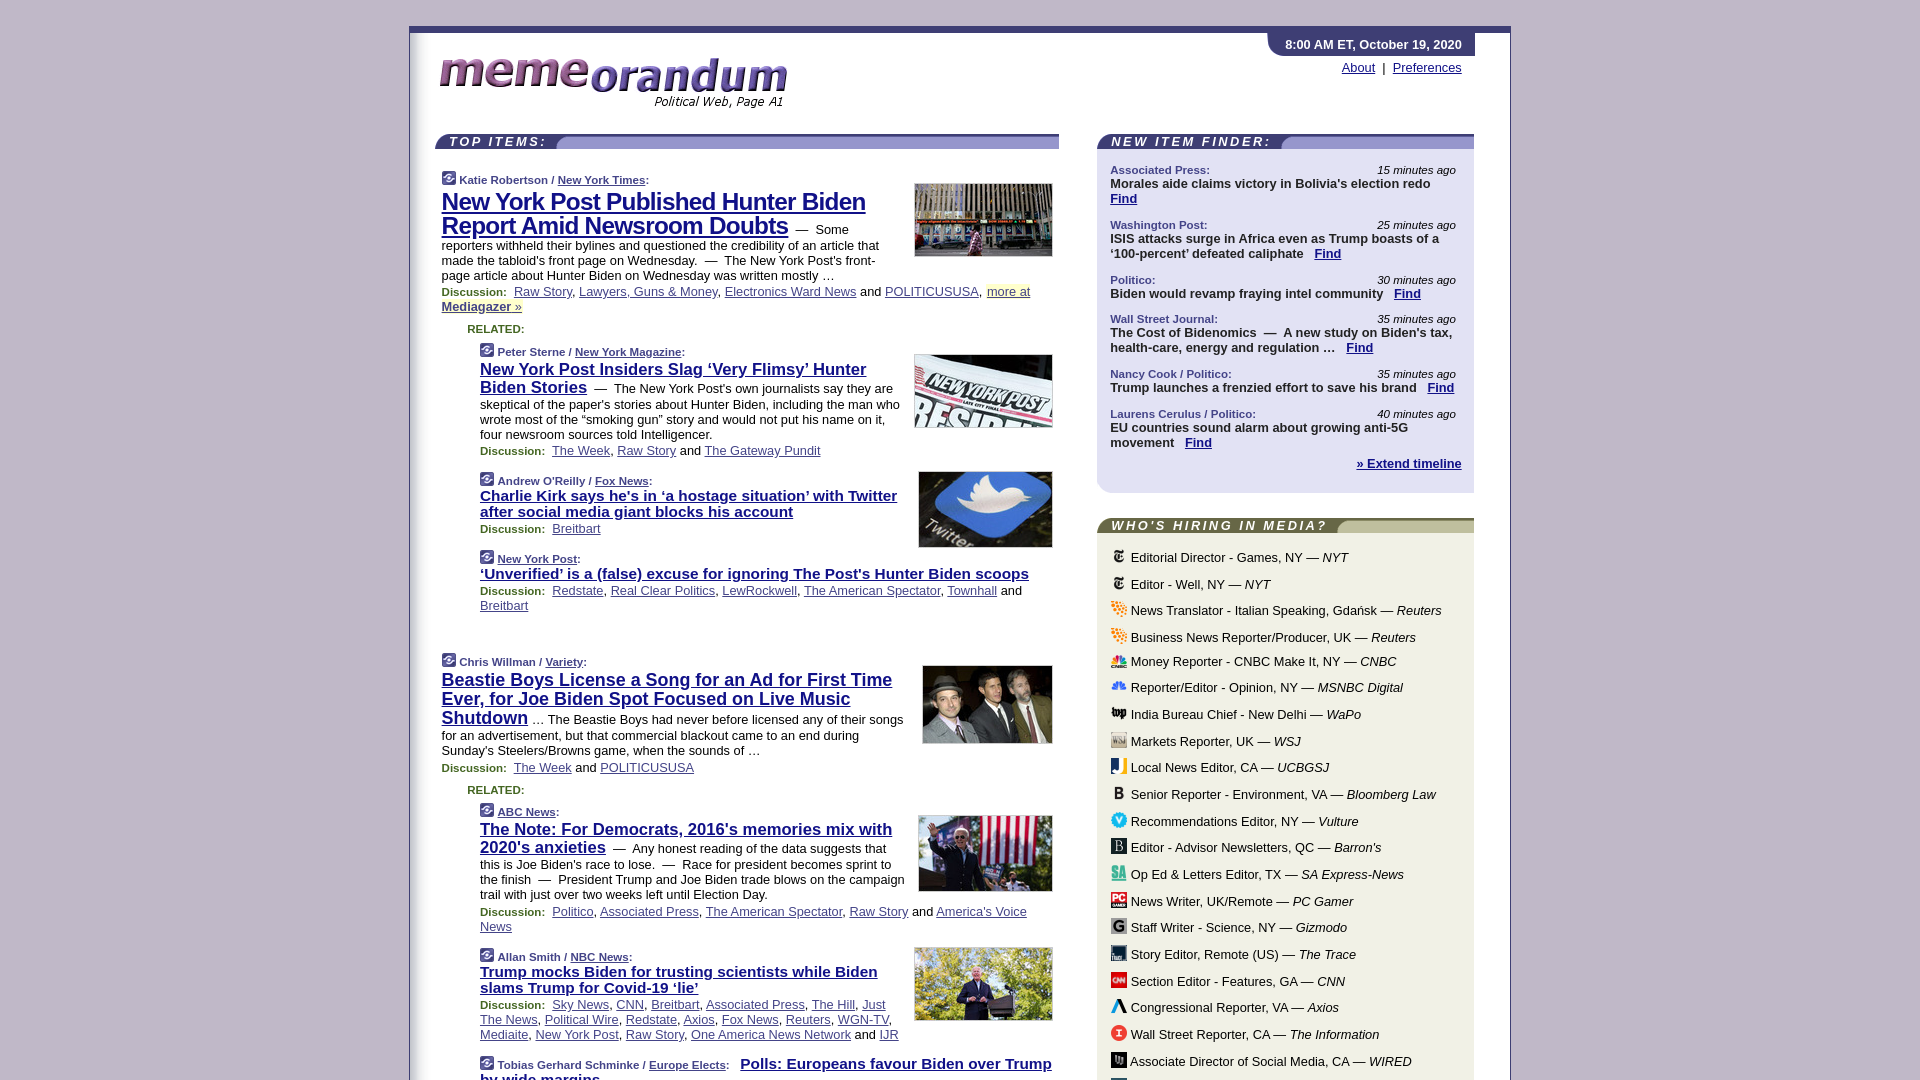 8:00 AM ET, October 19, 2020
memeorandum
About | Preferences
Political Web, Page A1
TOP ITEMS:
Katie Robertson / New York Times:
New York Post Published Hunter Biden
Report Amid Newsroom Doubts — Some
reporters withheld their bylines and questioned the credibility of an article that
made the tabloid's front page on Wednesday. — The New York Post's front-
page article about Hunter Biden on Wednesday was written mostly …
Discussion: Raw Story, Lawyers, Guns & Money, Electronics Ward News and POLITICUSUSA, more at
Mediagazer »
RELATED:
Peter Sterne / New York Magazine:
New York Post Insiders Slag ‘Very Flimsy’ Hunter
Biden Stories — The New York Post's own journalists say they are
skeptical of the paper's stories about Hunter Biden, including the man who
wrote most of the “smoking gun” story and would not put his name on it,
four newsroom sources told Intelligencer.
Discussion: The Week, Raw Story and The Gateway Pundit
NEW YORK POST
LATE CITY FINAL
Andrew O'Reilly / Fox News:
Charlie Kirk says he's in ‘a hostage situation’ with Twitter
after social media giant blocks his account
Discussion: Breitbart
Twitter
New York Post:
‘Unverified’ is a (false) excuse for ignoring The Post's Hunter Biden scoops
Discussion: Redstate, Real Clear Politics, LewRockwell, The American Spectator, Townhall and
Breitbart
Chris Willman / Variety:
Beastie Boys License a Song for an Ad for First Time
Ever, for Joe Biden Spot Focused on Live Music
Shutdown … The Beastie Boys had never before licensed any of their songs
for an advertisement, but that commercial blackout came to an end during
Sunday's Steelers/Browns game, when the sounds of …
Discussion: The Week and POLITICUSUSA
RELATED:
ABC News:
The Note: For Democrats, 2016's memories mix with
2020's anxieties — Any honest reading of the data suggests that
this is Joe Biden's race to lose. — Race for president becomes sprint to
the finish — President Trump and Joe Biden trade blows on the campaign
trail with just over two weeks left until Election Day.
Discussion: Politico, Associated Press, The American Spectator, Raw Story and America's Voice
News
Allan Smith / NBC News:
Trump mocks Biden for trusting scientists while Biden
slams Trump for Covid-19 ‘lie’
Discussion: Sky News, CNN, Breitbart, Associated Press, The Hill, Just
The News, Political Wire, Redstate, Axios, Fox News, Reuters, WGN-TV,
Mediaite, New York Post, Raw Story, One America News Network and IJR
Tobias Gerhard Schminke / Europe Elects: Polls: Europeans favour Biden over Trump
by wide margins
NEW ITEM FINDER:
Associated Press: 15 minutes ago
Morales aide claims victory in Bolivia's election redo
Find
Washington Post: 25 minutes ago
ISIS attacks surge in Africa even as Trump boasts of a
‘100-percent’ defeated caliphate Find
Politico: 30 minutes ago
Biden would revamp fraying intel community Find
Wall Street Journal: 35 minutes ago
The Cost of Bidenomics — A new study on Biden's tax,
health-care, energy and regulation … Find
Nancy Cook / Politico: 35 minutes ago
Trump launches a frenzied effort to save his brand Find
Laurens Cerulus / Politico: 40 minutes ago
EU countries sound alarm about growing anti-5G
movement Find
» Extend timeline
WHO'S HIRING IN MEDIA?
Editorial Director - Games, NY — NYT
Editor - Well, NY — NYT
News Translator - Italian Speaking, Gdańsk — Reuters
Business News Reporter/Producer, UK — Reuters
Money Reporter - CNBC Make It, NY — CNBC
Reporter/Editor - Opinion, NY — MSNBC Digital
India Bureau Chief - New Delhi — WaPo
Markets Reporter, UK — WSJ
Local News Editor, CA — UCBGSJ
Senior Reporter - Environment, VA — Bloomberg Law
Recommendations Editor, NY — Vulture
Editor - Advisor Newsletters, QC — Barron's
Op Ed & Letters Editor, TX — SA Express-News
News Writer, UK/Remote — PC Gamer
Staff Writer - Science, NY — Gizmodo
Story Editor, Remote (US) — The Trace
Section Editor - Features, GA — CNN
Congressional Reporter, VA — Axios
Wall Street Reporter, CA — The Information
Associate Director of Social Media, CA — WIRED